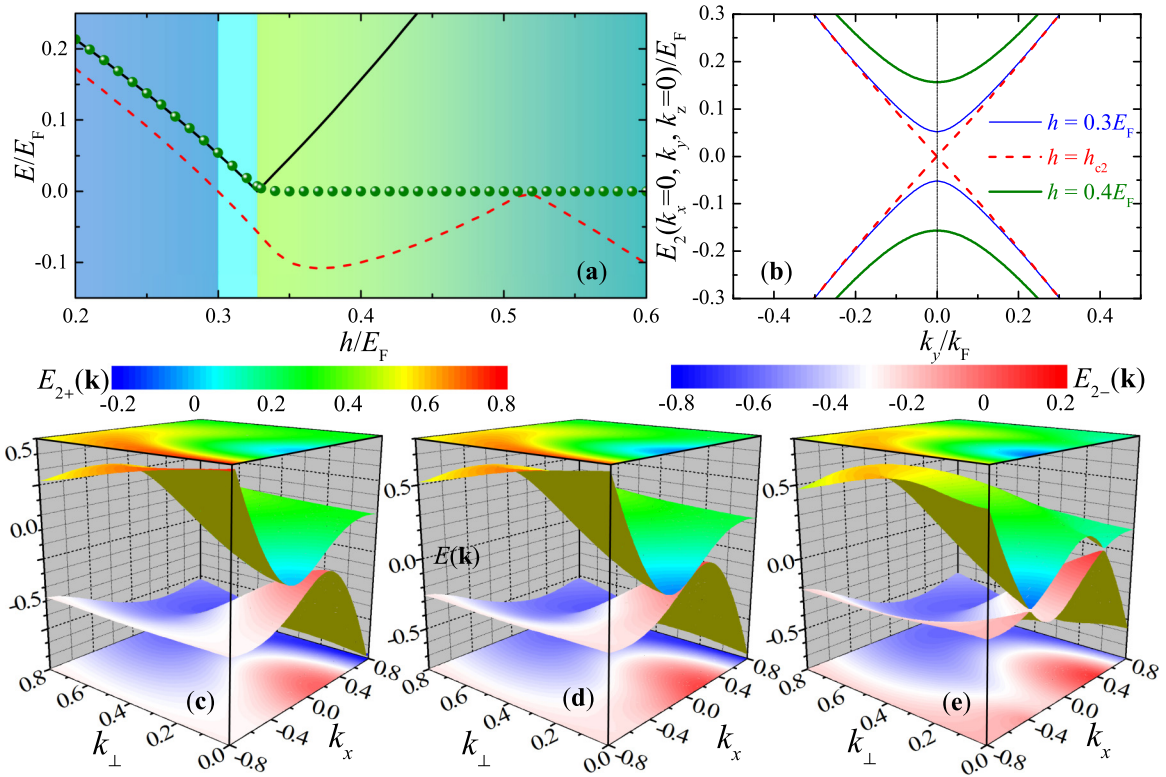 0.2
0.1
0.0
-0.1
E/E_F
0.2 0.3 0.4 0.5 0.6
h/E_F
(a)
0.3
0.2
0.1
0.0
-0.1
-0.2
-0.3
E_2(k_x=0, k_y, k_z=0)/E_F
h = 0.3E_F
h = h_c2
h = 0.4E_F
(b)
-0.4 -0.2 0.0 0.2 0.4
k_y/k_F
E_2+(k)
-0.2 0 0.2 0.4 0.6 0.8
-0.8 -0.6 -0.4 -0.2 0 0.2
E_2-(k)
0.5
0.0
-0.5
0.8 0.6 0.4 0.2 0.0
k_⊥
-0.8 -0.4 0.0 0.4 0.8
k_x
(c)
E(k)
0.5
0.0
-0.5
0.8 0.6 0.4 0.2 0.0
k_⊥
-0.8 -0.4 0.0 0.4 0.8
k_x
(d)
0.5
0.0
-0.5
0.8 0.6 0.4 0.2 0.0
k_⊥
-0.8 -0.4 0.0 0.4 0.8
k_x
(e)